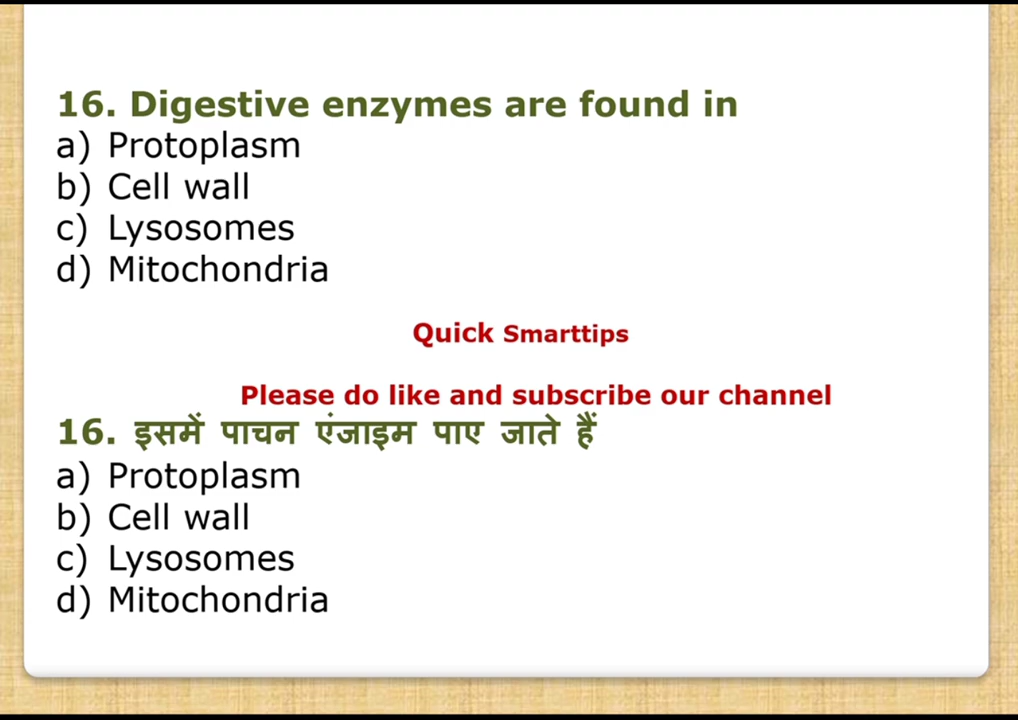 16. Digestive enzymes are found in
a) Protoplasm
b) Cell wall
c) Lysosomes
d) Mitochondria
Quick Smarttips
Please do like and subscribe our channel
16. इसमें पाचन एंजाइम पाए जाते हैं
a) Protoplasm
b) Cell wall
c) Lysosomes
d) Mitochondria